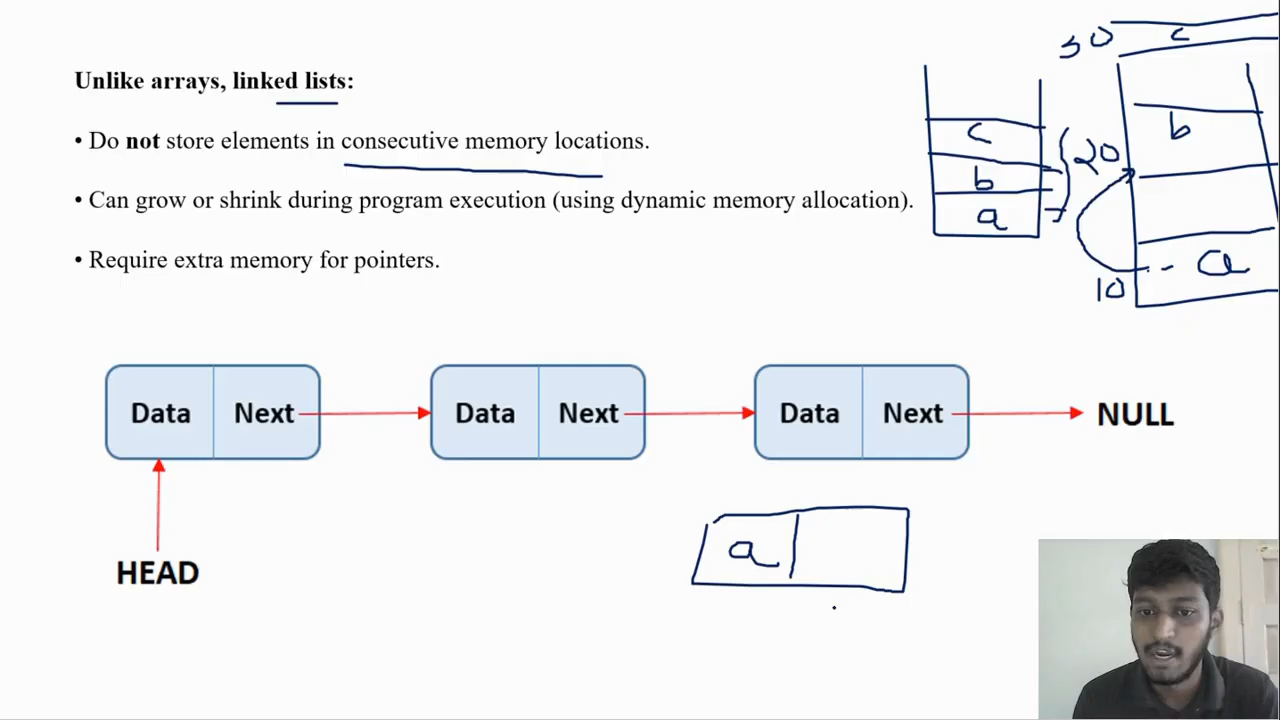 Unlike arrays, linked lists:
• Do not store elements in consecutive memory locations.
• Can grow or shrink during program execution (using dynamic memory allocation).
• Require extra memory for pointers.
c
b
a
30 c
20 b
10 a
Data Next Data Next Data Next NULL
HEAD
a